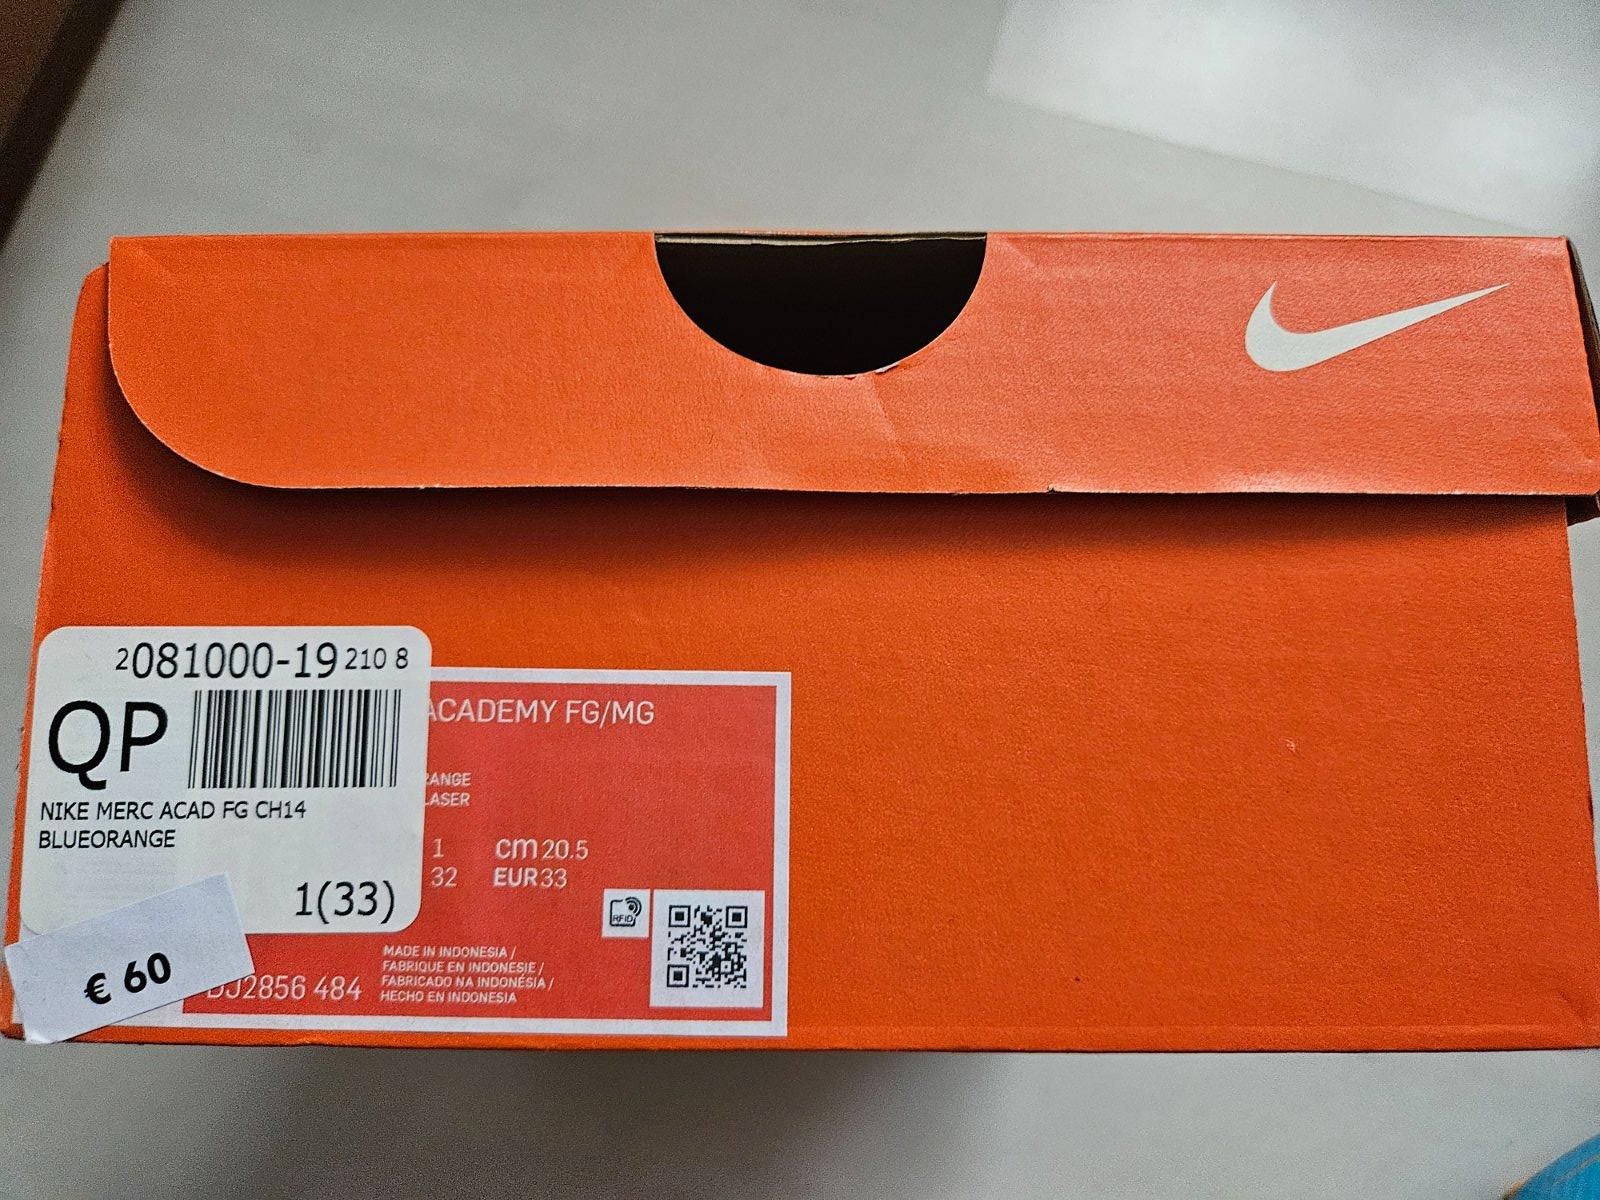 2081000-19 210 8
QP
NIKE MERC ACAD FG CH14
BLUEORANGE
1(33)
€ 60
ACADEMY FG/MG
RANGE
LASER
1 cm 20.5
32 EUR 33
RFID
DJ2856 484
MADE IN INDONESIA /
FABRIQUE EN INDONESIE /
FABRICADO NA INDONÉSIA /
HECHO EN INDONESIA